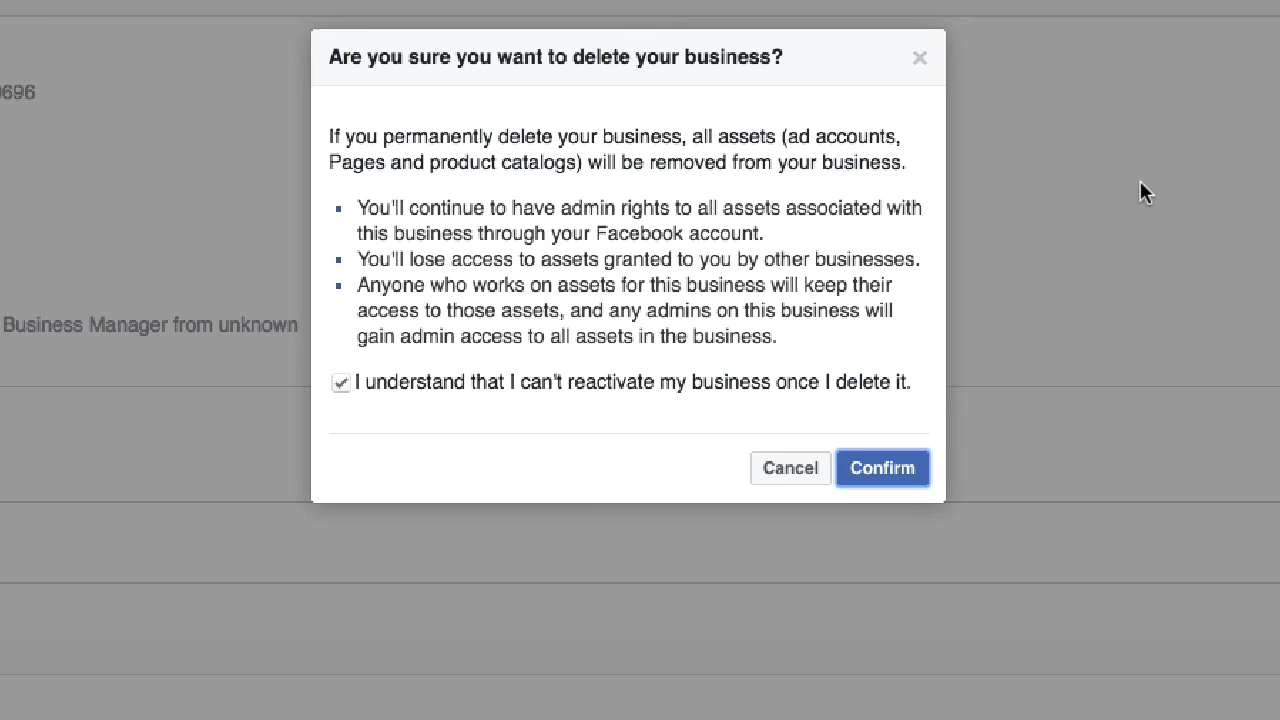 Are you sure you want to delete your business?
9696
If you permanently delete your business, all assets (ad accounts,
Pages and product catalogs) will be removed from your business.
You'll continue to have admin rights to all assets associated with
this business through your Facebook account.
You'll lose access to assets granted to you by other businesses.
Anyone who works on assets for this business will keep their
access to those assets, and any admins on this business will
gain admin access to all assets in the business.
Business Manager from unknown
I understand that I can't reactivate my business once I delete it.
Cancel Confirm